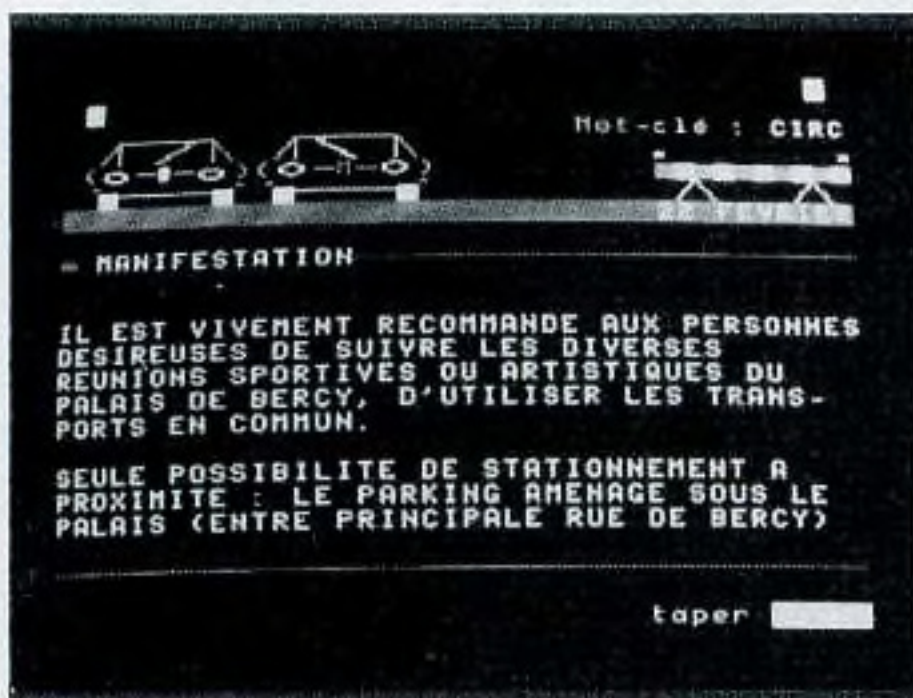 Mot-clé : CIRC
MANIFESTATION
IL EST VIVEMENT RECOMMANDE AUX PERSONNES
DESIREUSES DE SUIVRE LES DIVERSES
REUNIONS SPORTIVES OU ARTISTIQUES DU
PALAIS DE BERCY, D'UTILISER LES TRANS-
PORTS EN COMMUN.
SEULE POSSIBILITE DE STATIONNEMENT A
PROXIMITE : LE PARKING AMENAGE SOUS LE
PALAIS (ENTRE PRINCIPALE RUE DE BERCY)
taper